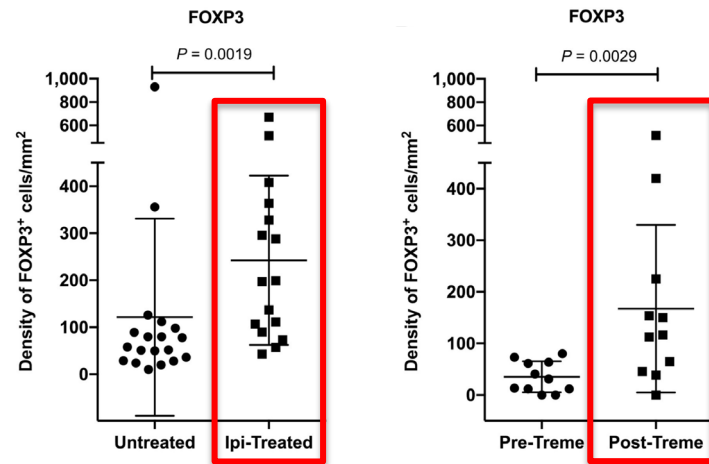 FOXP3
P = 0.0019
1,000
800
600
400
300
200
100
0
Density of FOXP3+ cells/mm2
Untreated
Ipi-Treated
FOXP3
P = 0.0029
1,000
800
600
400
300
200
100
0
Density of FOXP3+ cells/mm2
Pre-Treme
Post-Treme